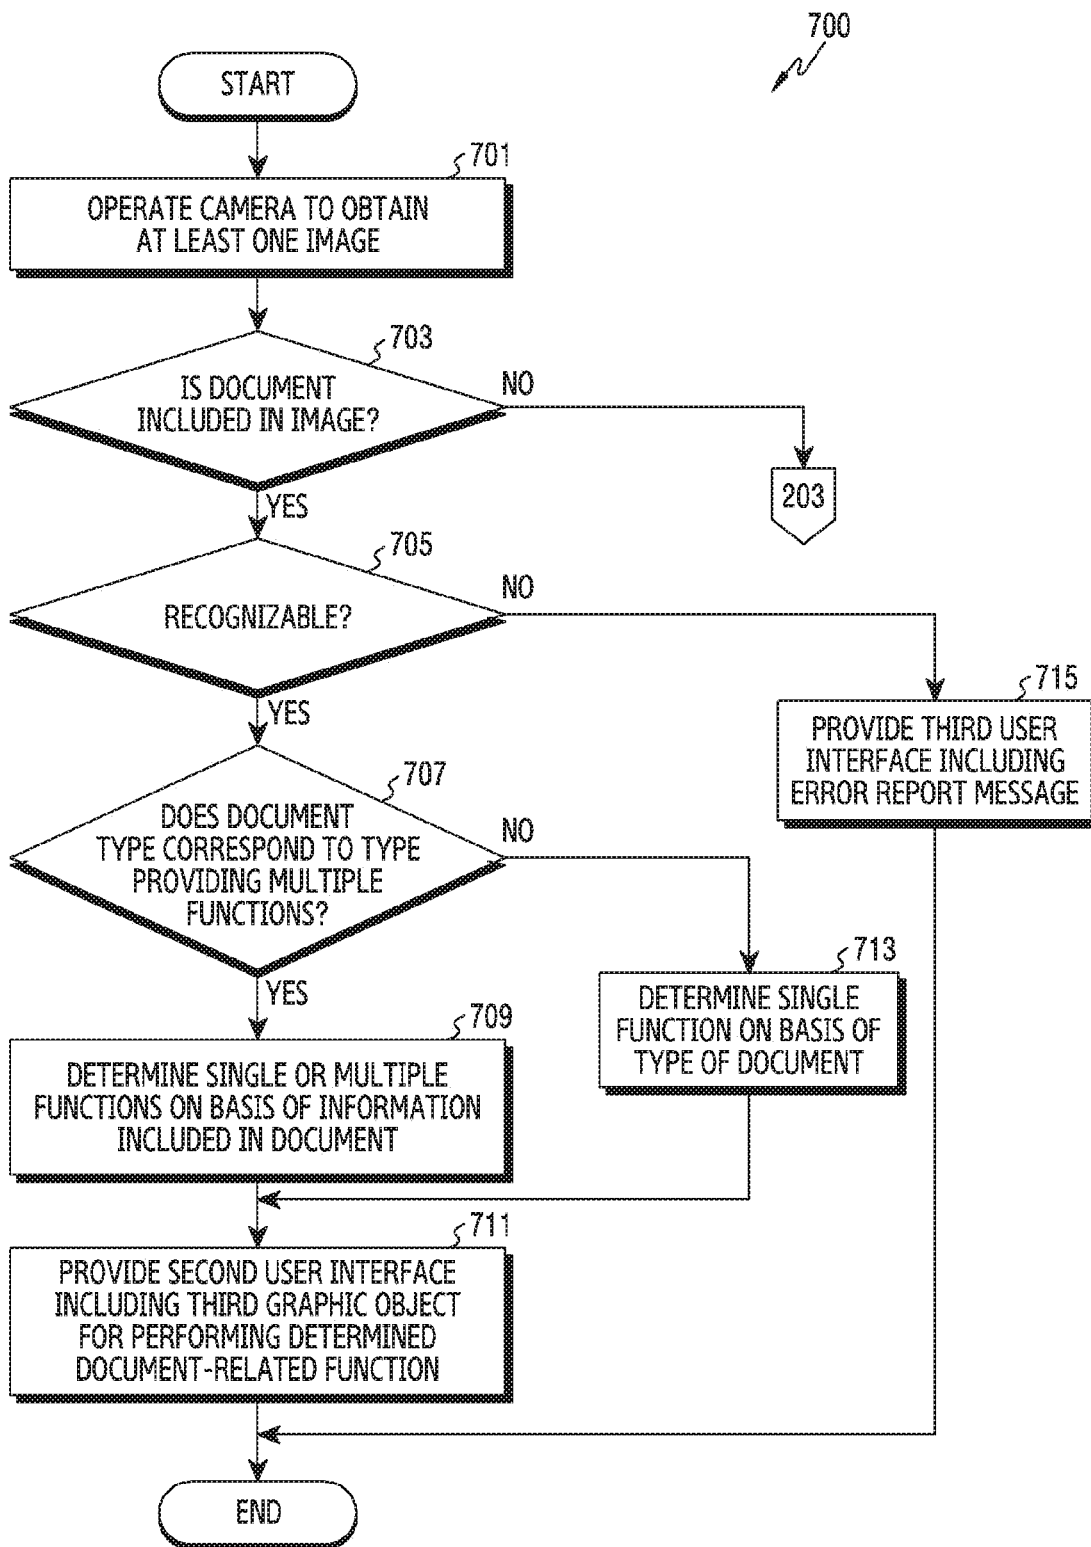 700
START
701
OPERATE CAMERA TO OBTAIN
AT LEAST ONE IMAGE
703
IS DOCUMENT
INCLUDED IN IMAGE?
NO
203
YES
705
RECOGNIZABLE?
NO
YES
715
PROVIDE THIRD USER
INTERFACE INCLUDING
ERROR REPORT MESSAGE
707
DOES DOCUMENT
TYPE CORRESPOND TO TYPE
PROVIDING MULTIPLE
FUNCTIONS?
NO
YES
713
DETERMINE SINGLE
FUNCTION ON BASIS OF
TYPE OF DOCUMENT
709
DETERMINE SINGLE OR MULTIPLE
FUNCTIONS ON BASIS OF INFORMATION
INCLUDED IN DOCUMENT
711
PROVIDE SECOND USER INTERFACE
INCLUDING THIRD GRAPHIC OBJECT
FOR PERFORMING DETERMINED
DOCUMENT-RELATED FUNCTION
END